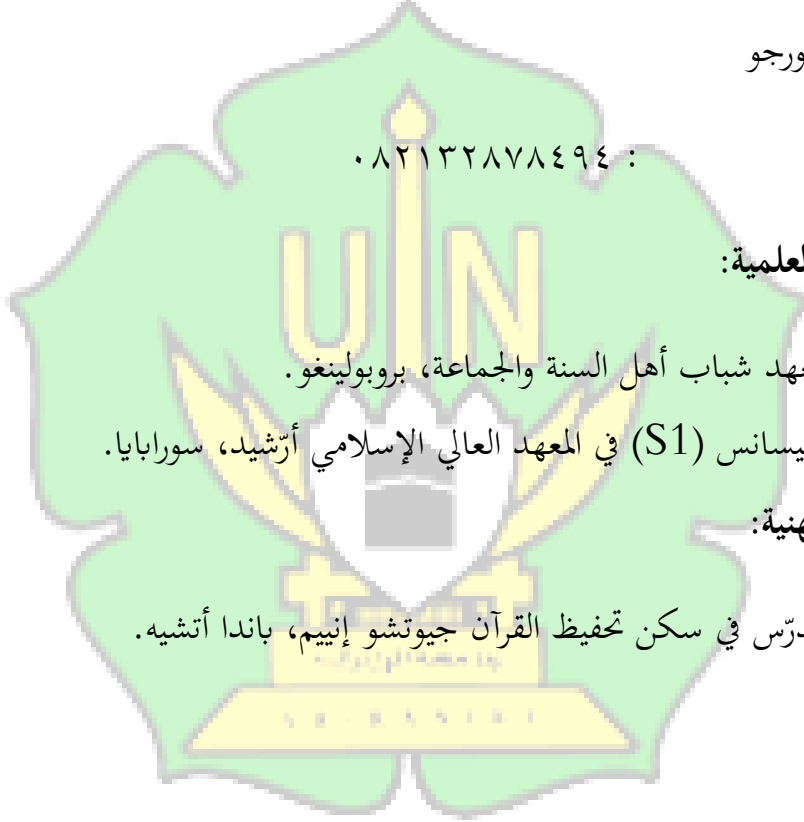 ورجو
: ٠٨٢١٣٢٨٧٨٤٩٤
لعلمية:
UIN
عهد شباب أهل السنة والجماعة، بروبولينغو.
يسانس (S1) في المعهد العالي الإسلامي أرّشيد، سورابايا.
هنية:
درّس في سكن تحفيظ القرآن جيوتشو إنييم، باندا أتشيه.